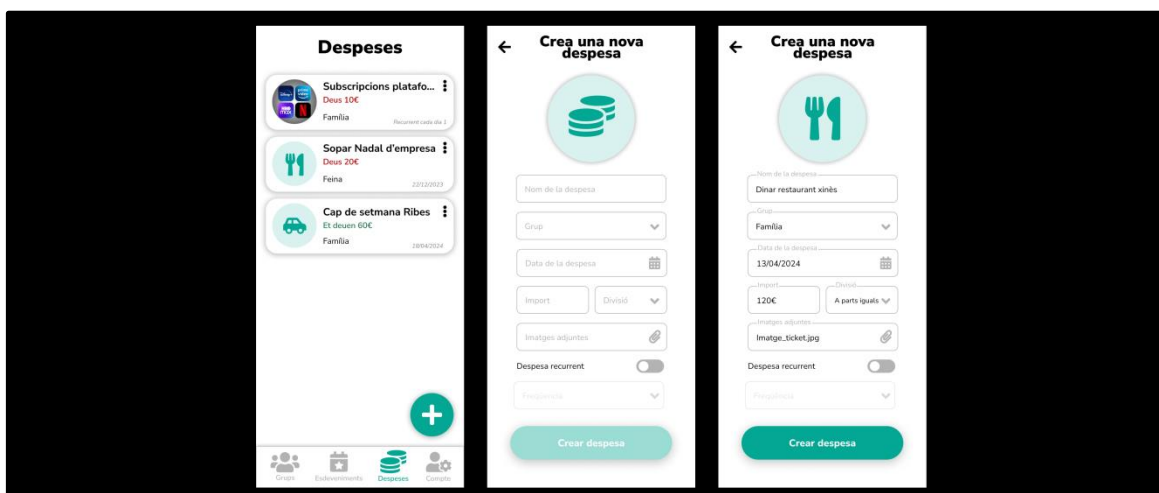 Despeses
Subscripcions platafo...
Deus 10€
Família
Recurrent cada dia 1
Sopar Nadal d'empresa
Deus 20€
Feina
22/12/2023
Cap de setmana Ribes
Et deuen 60€
Família
28/04/2024
Grups
Esdeveniments
Despeses
Compte
Crea una nova
despesa
Nom de la despesa
Grup
Data de la despesa
Import
Divisió
Imatges adjuntes
Despesa recurrent
Freqüència
Crear despesa
Crea una nova
despesa
Nom de la despesa
Dinar restaurant xinès
Grup
Família
Data de la despesa
13/04/2024
Import
Divisió
120€
A parts iguals
Imatges adjuntes
Imatge_ticket.jpg
Despesa recurrent
Freqüència
Crear despesa